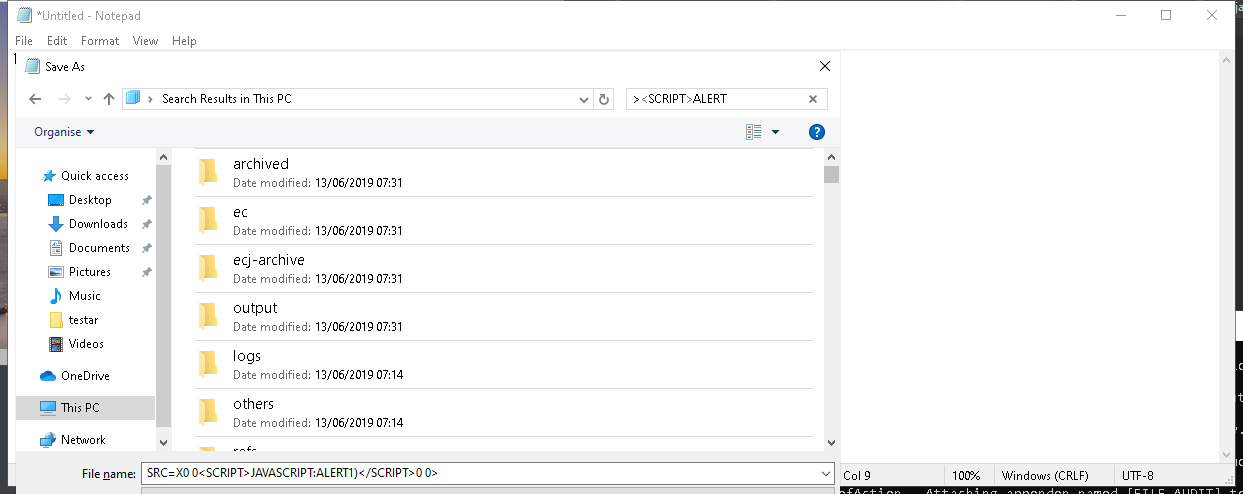 *Untitled - Notepad
File Edit Format View Help
1
Save As
Search Results in This PC
><SCRIPT>ALERT
Organise
Quick access
Desktop
Downloads
Documents
Pictures
Music
testar
Videos
OneDrive
This PC
Network
archived
Date modified: 13/06/2019 07:31
ec
Date modified: 13/06/2019 07:31
ecj-archive
Date modified: 13/06/2019 07:31
output
Date modified: 13/06/2019 07:31
logs
Date modified: 13/06/2019 07:14
others
Date modified: 13/06/2019 07:14
refs
File name: SRC=X0 0<SCRIPT>JAVASCRIPT:ALERT1)</SCRIPT>0 0>
Col 9 100% Windows (CRLF) UTF-8
Attaching appender named [FILE_AUDIT] to